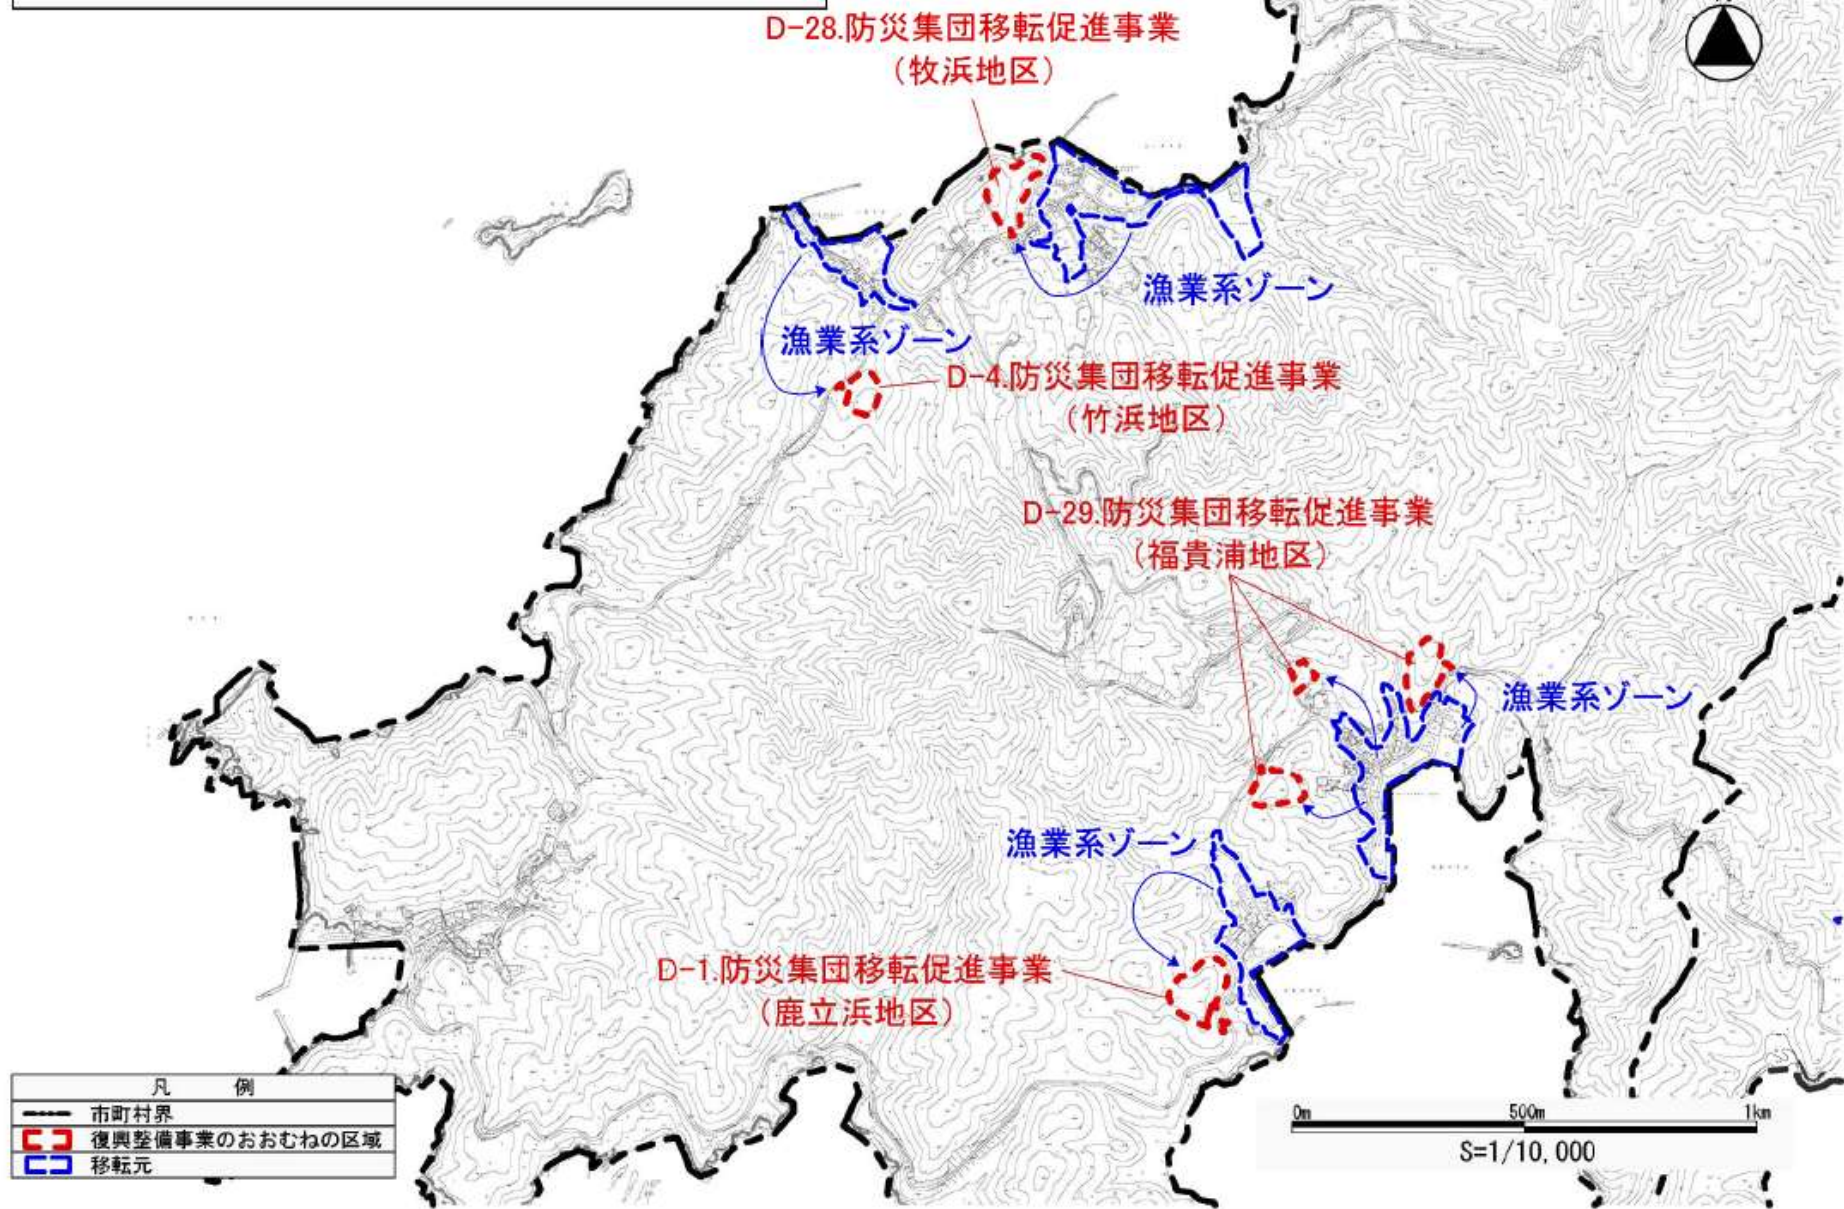 D-28.防災集団移転促進事業
（牧浜地区）
漁業系ゾーン
漁業系ゾーン
D-4.防災集団移転促進事業
（竹浜地区）
D-29.防災集団移転促進事業
（福貴浦地区）
漁業系ゾーン
漁業系ゾーン
D-1.防災集団移転促進事業
（鹿立浜地区）
凡　例
市町村界
復興整備事業のおおむねの区域
移転元
0m 500m 1km
S=1/10,000